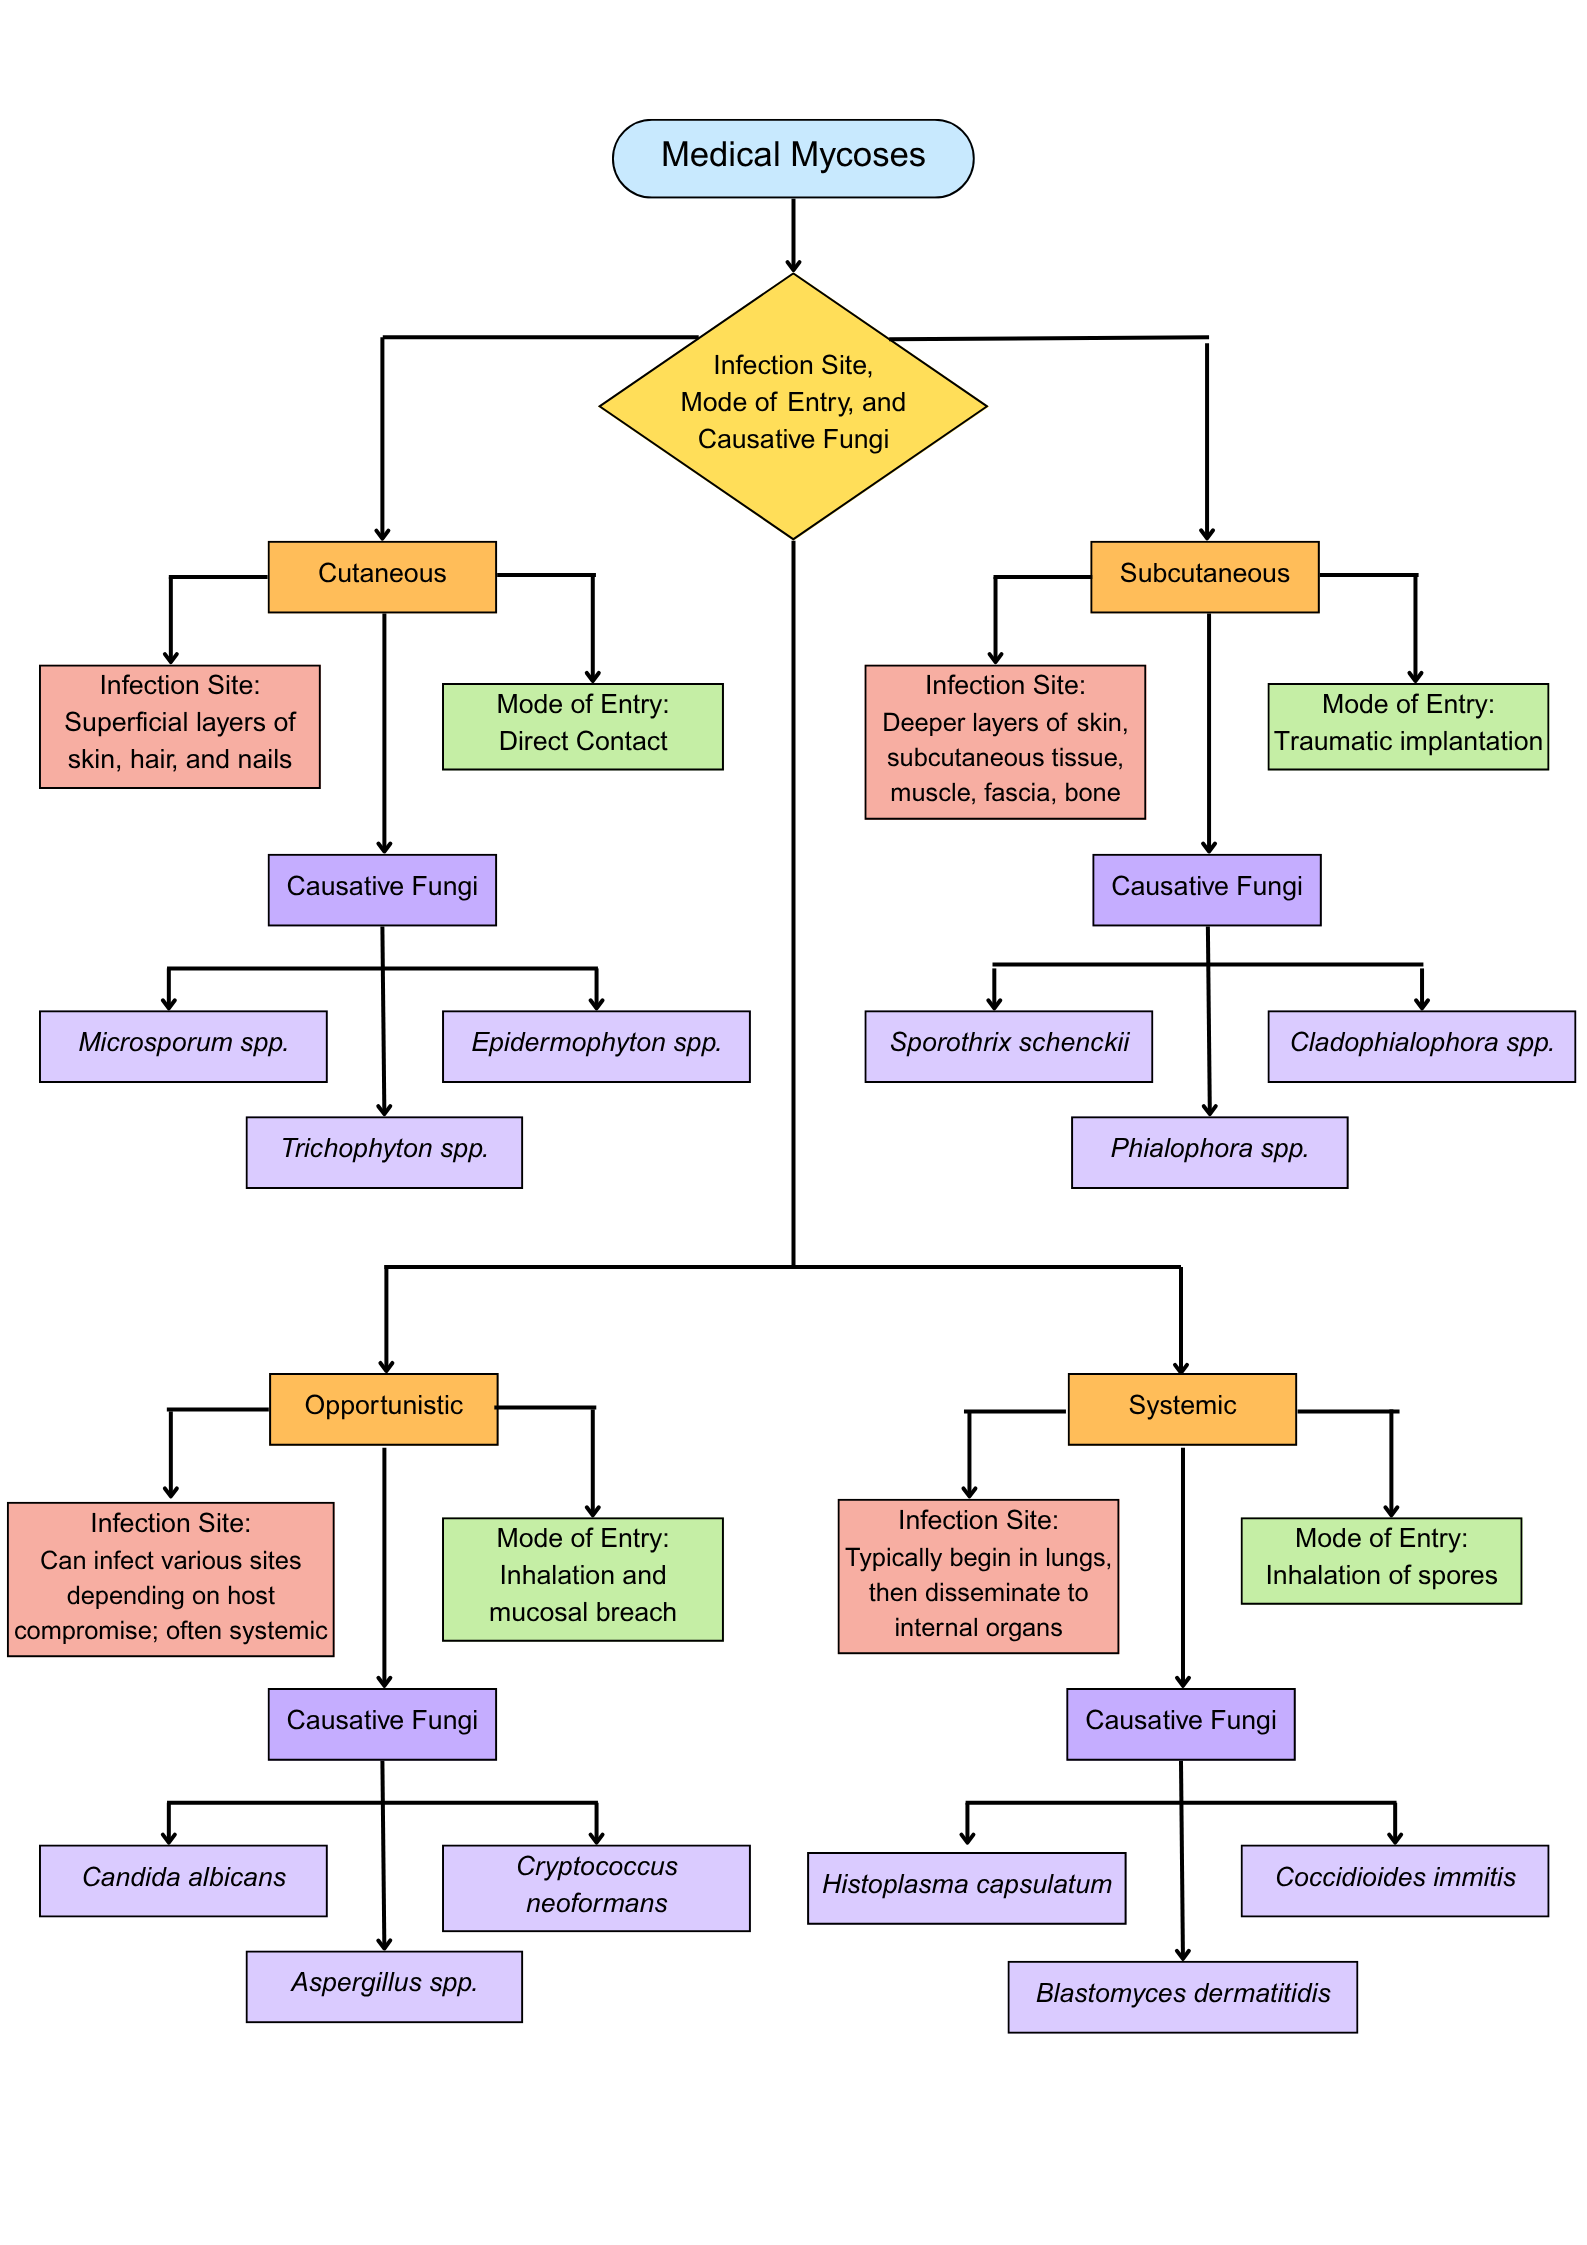 Medical Mycoses
Infection Site,
Mode of Entry, and
Causative Fungi
Cutaneous
Infection Site:
Superficial layers of
skin, hair, and nails
Mode of Entry:
Direct Contact
Causative Fungi
Microsporum spp.
Epidermophyton spp.
Trichophyton spp.
Subcutaneous
Infection Site:
Deeper layers of skin,
subcutaneous tissue,
muscle, fascia, bone
Mode of Entry:
Traumatic implantation
Causative Fungi
Sporothrix schenckii
Cladophialophora spp.
Phialophora spp.
Opportunistic
Infection Site:
Can infect various sites
depending on host
compromise; often systemic
Mode of Entry:
Inhalation and
mucosal breach
Causative Fungi
Candida albicans
Cryptococcus
neoformans
Aspergillus spp.
Systemic
Infection Site:
Typically begin in lungs,
then disseminate to
internal organs
Mode of Entry:
Inhalation of spores
Causative Fungi
Histoplasma capsulatum
Coccidioides immitis
Blastomyces dermatitidis